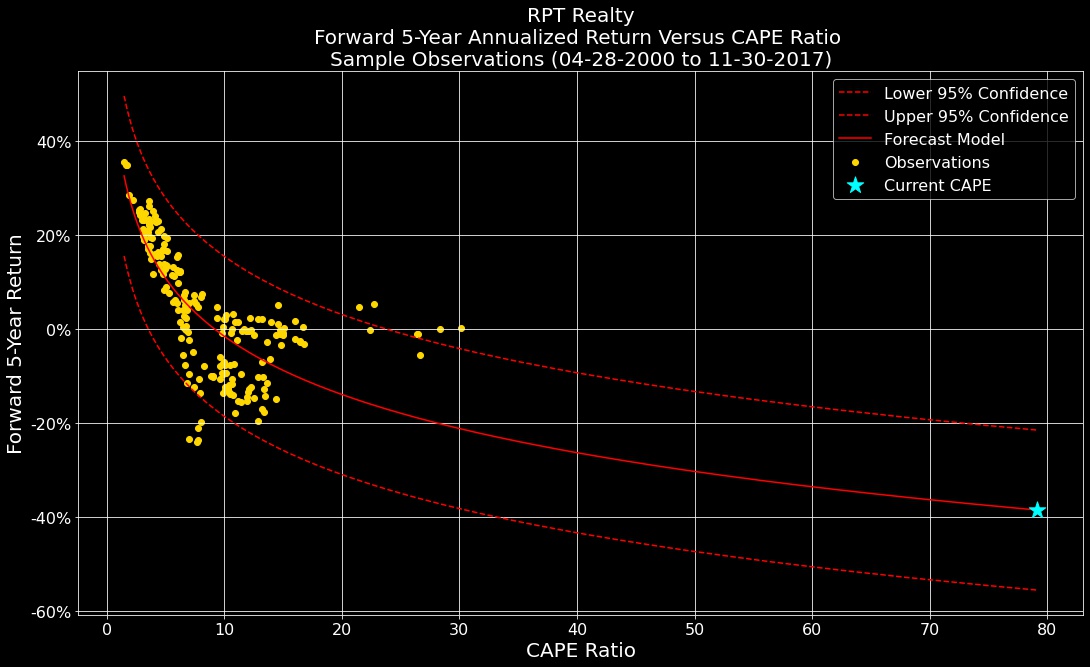 RPT Realty
Forward 5-Year Annualized Return Versus CAPE Ratio
Sample Observations (04-28-2000 to 11-30-2017)
Lower 95% Confidence
Upper 95% Confidence
Forecast Model
Observations
Current CAPE
Forward 5-Year Return
40%
20%
0%
-20%
-40%
-60%
0 10 20 30 40 50 60 70 80
CAPE Ratio